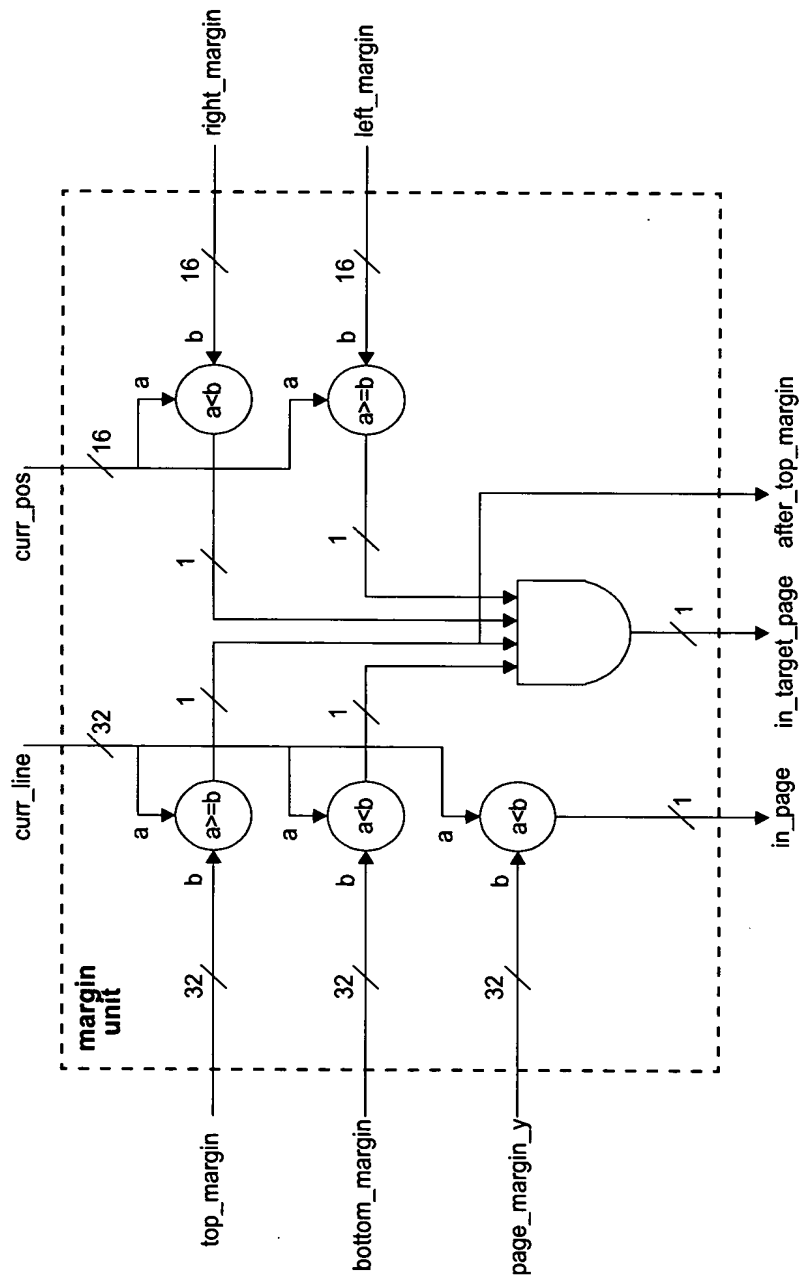 curr_line
curr_pos
margin
unit
32
16
top_margin
32
b
a
a>=b
1
1
a
a<b
b
16
right_margin
bottom_margin
32
b
a
a<b
1
1
a
a>=b
b
16
left_margin
page_margin_y
32
b
a
a<b
1
1
in_page
in_target_page
after_top_margin